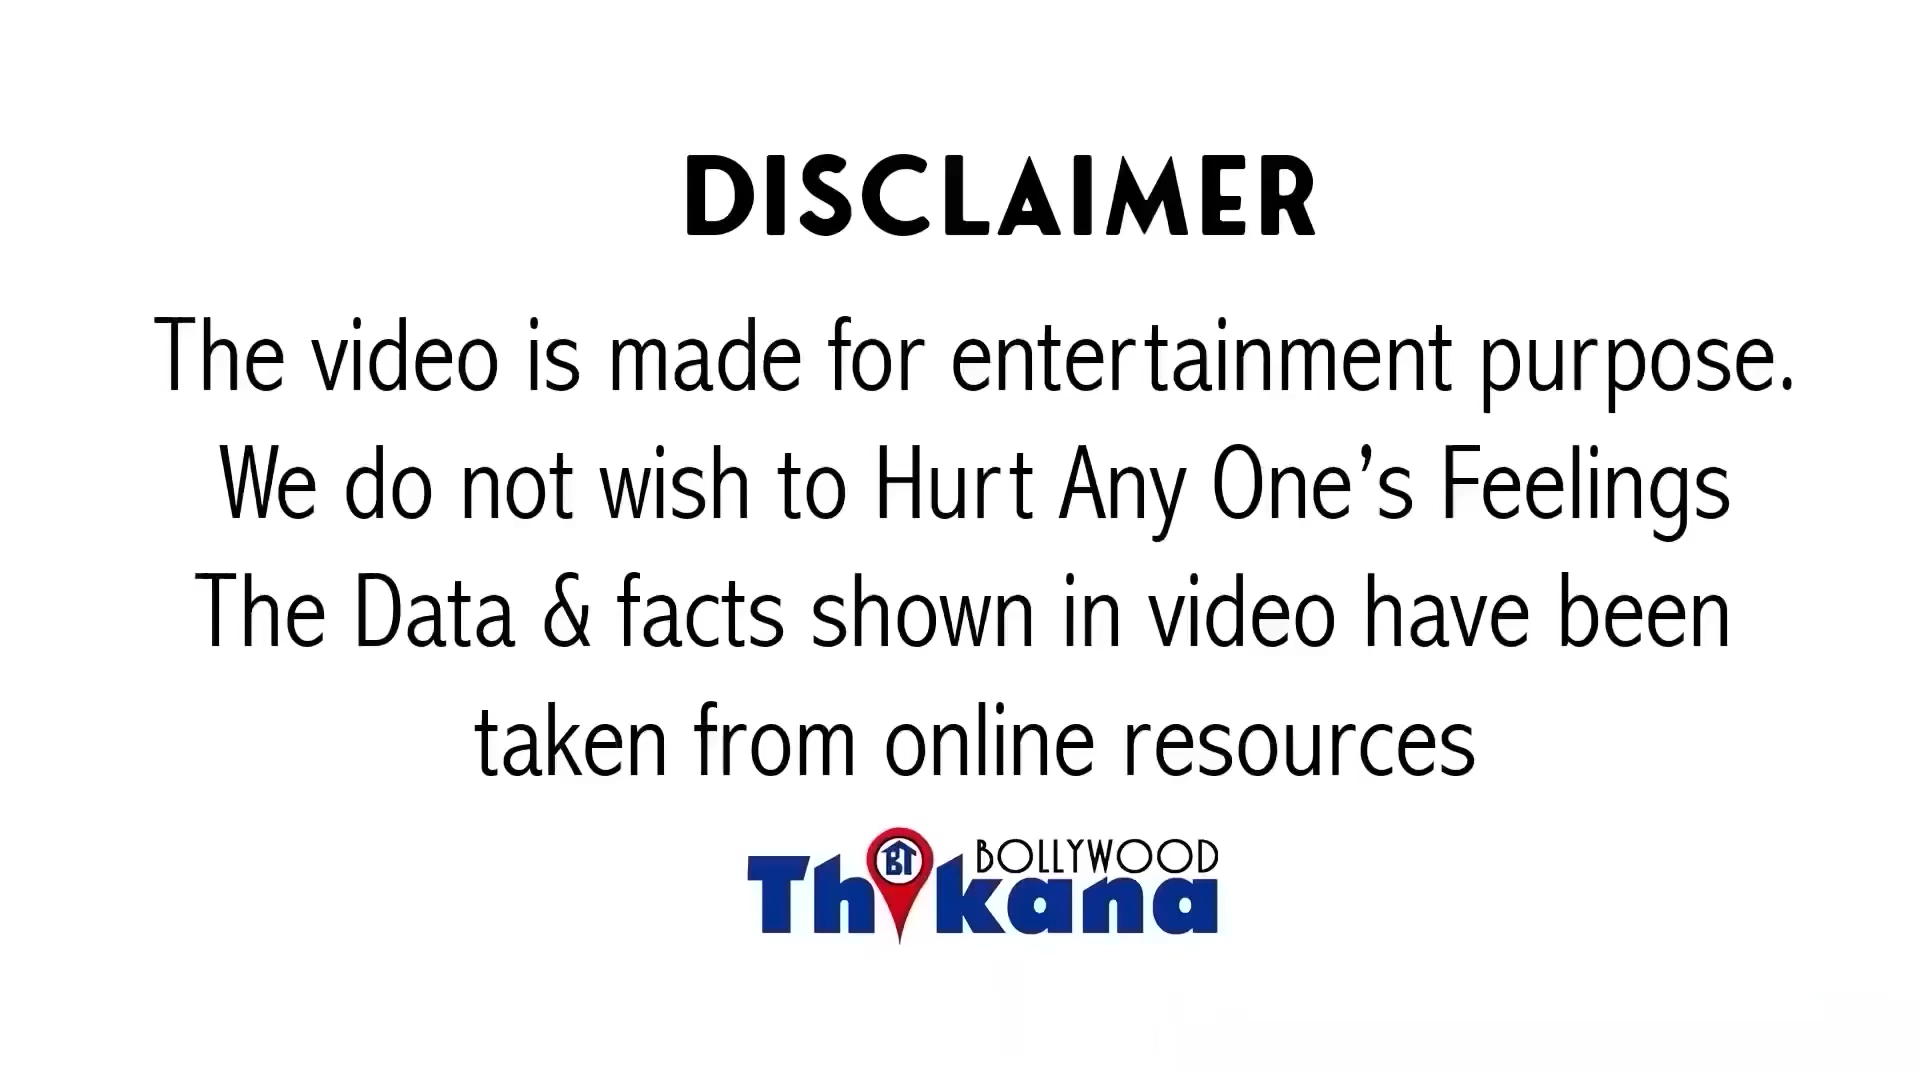 DISCLAIMER
The video is made for entertainment purpose.
We do not wish to Hurt Any One’s Feelings
The Data & facts shown in video have been
taken from online resources
BOLLYWOOD
Thikana
BT